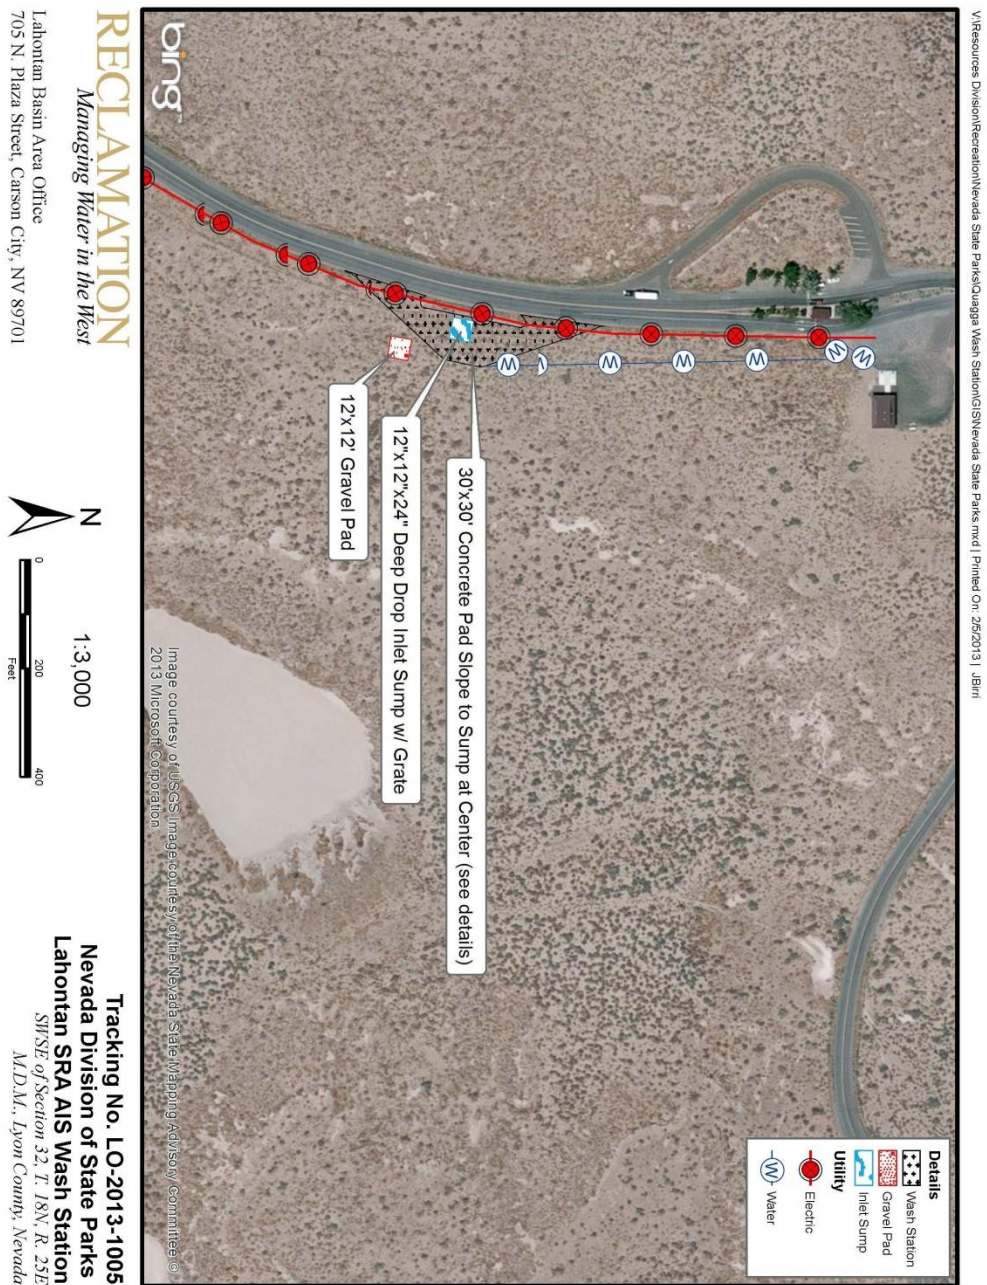 V:\Resources Division\Recreation\Nevada State Parks\Quagga Wash Station\GIS\Nevada State Parks.mxd | Printed On: 2/5/2013 | JBirri
bing™
30'x30' Concrete Pad Slope to Sump at Center (see details)
12"x12"x24" Deep Drop Inlet Sump w/ Grate
12'x12' Gravel Pad
W
W
W
W
W
W
Details
Wash Station
Gravel Pad
Inlet Sump
Utility
Electric
W Water
Image courtesy of USGS Image courtesy of the Nevada State Mapping Advisory Committee ©
2013 Microsoft Corporation
RECLAMATION
Managing Water in the West
Lahontan Basin Area Office
705 N. Plaza Street, Carson City, NV 89701
N
1:3,000
0 200 400
Feet
Tracking No. LO-2013-1005
Nevada Division of State Parks
Lahontan SRA AIS Wash Station
SWSE of Section 32, T. 18N, R. 25E
M.D.M., Lyon County, Nevada